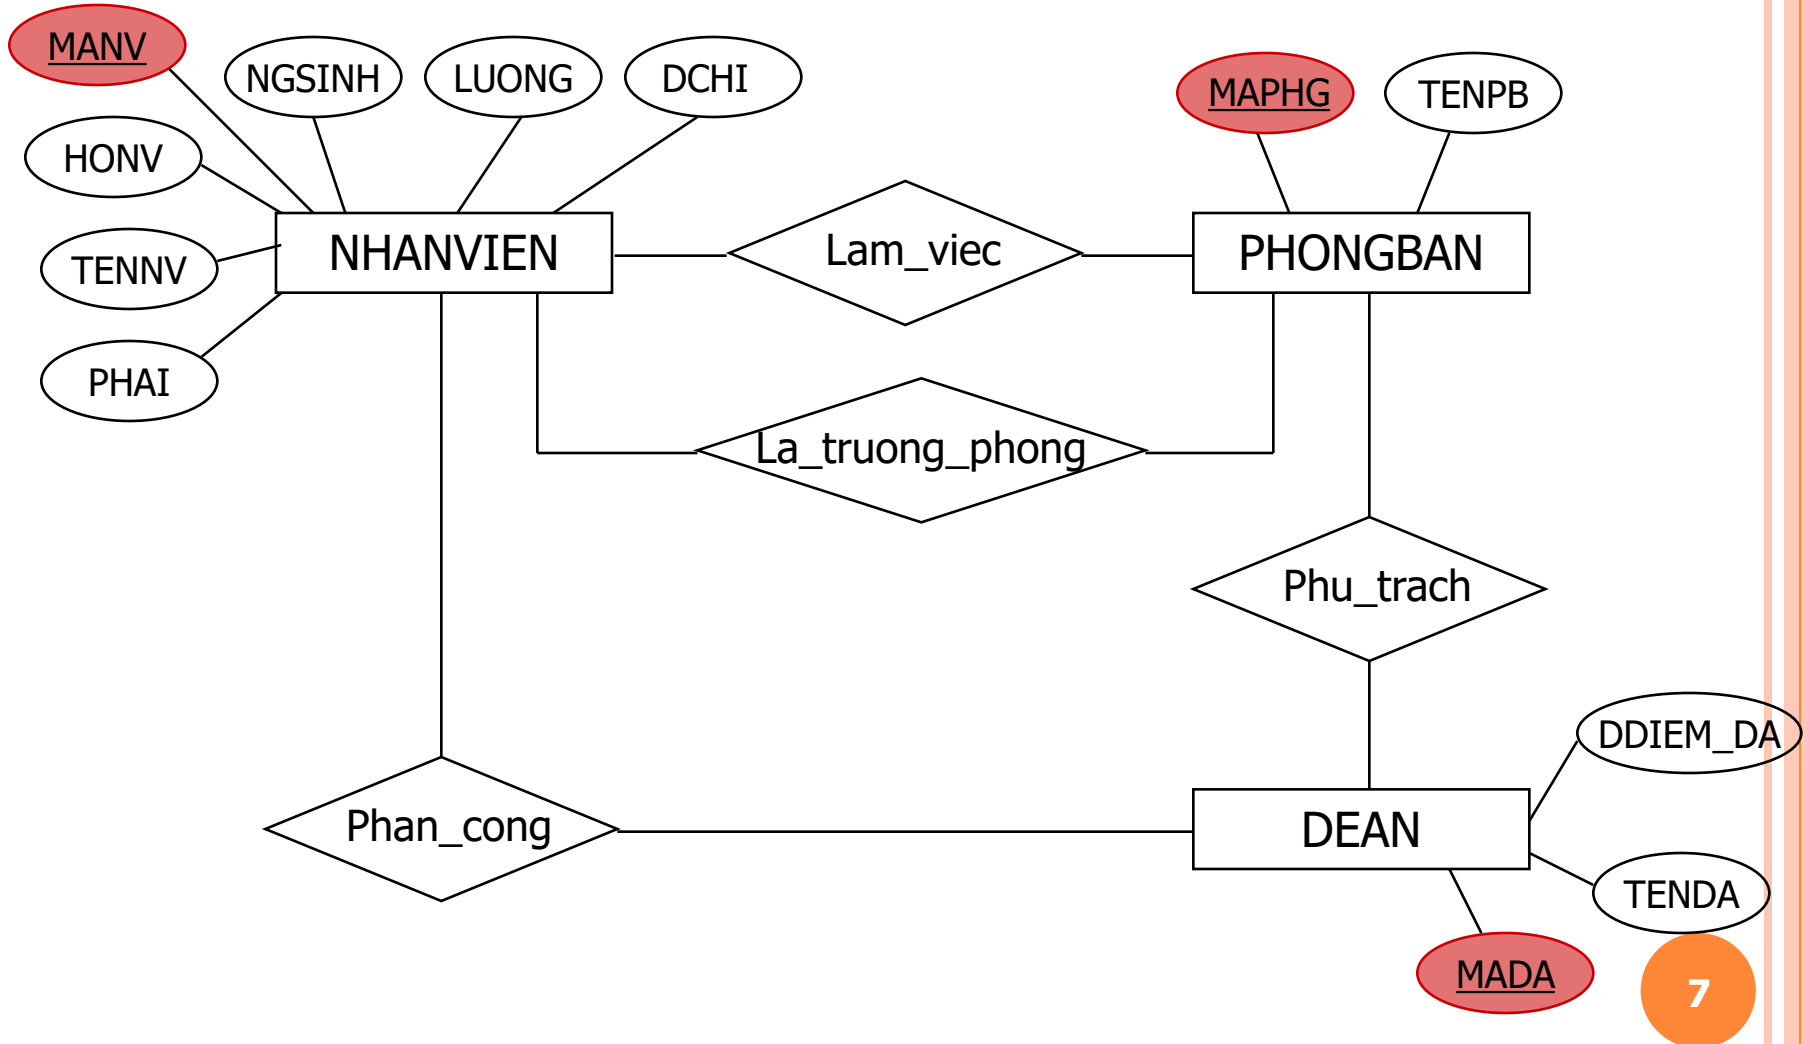 MANV
NGSINH
LUONG
DCHI
MAPHG
TENPB
HONV
TENNV
NHANVIEN
Lam_viec
PHONGBAN
PHAI
La_truong_phong
Phu_trach
DDIEM_DA
Phan_cong
DEAN
TENDA
MADA
7